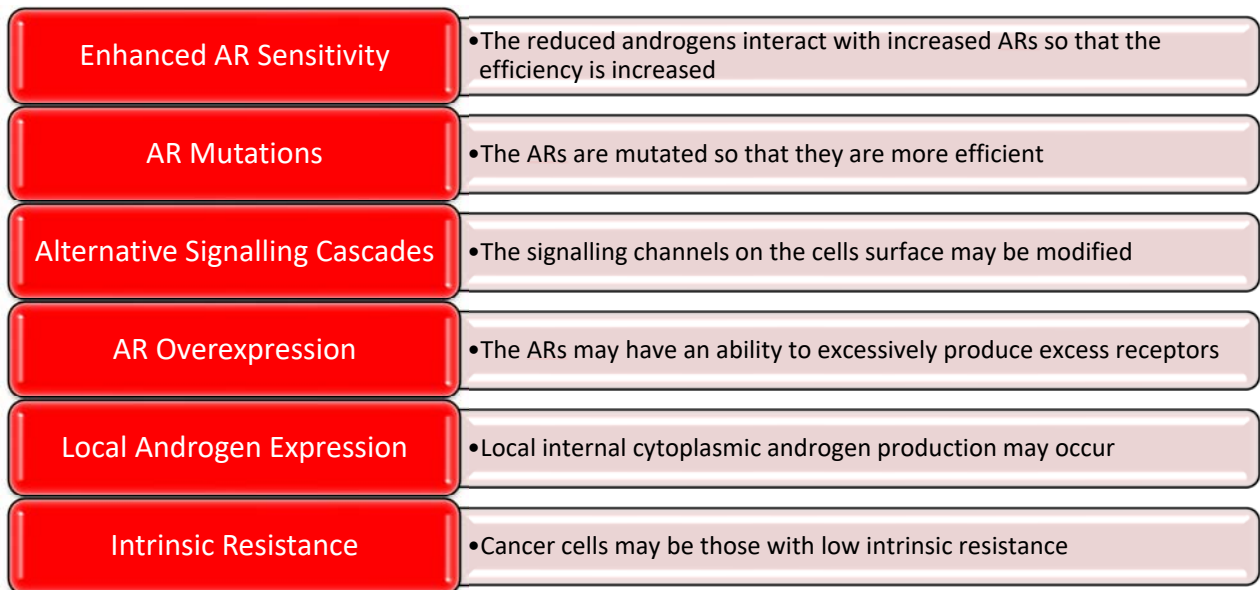 Enhanced AR Sensitivity
•The reduced androgens interact with increased ARs so that the
efficiency is increased
AR Mutations
•The ARs are mutated so that they are more efficient
Alternative Signalling Cascades
•The signalling channels on the cells surface may be modified
AR Overexpression
•The ARs may have an ability to excessively produce excess receptors
Local Androgen Expression
•Local internal cytoplasmic androgen production may occur
Intrinsic Resistance
•Cancer cells may be those with low intrinsic resistance